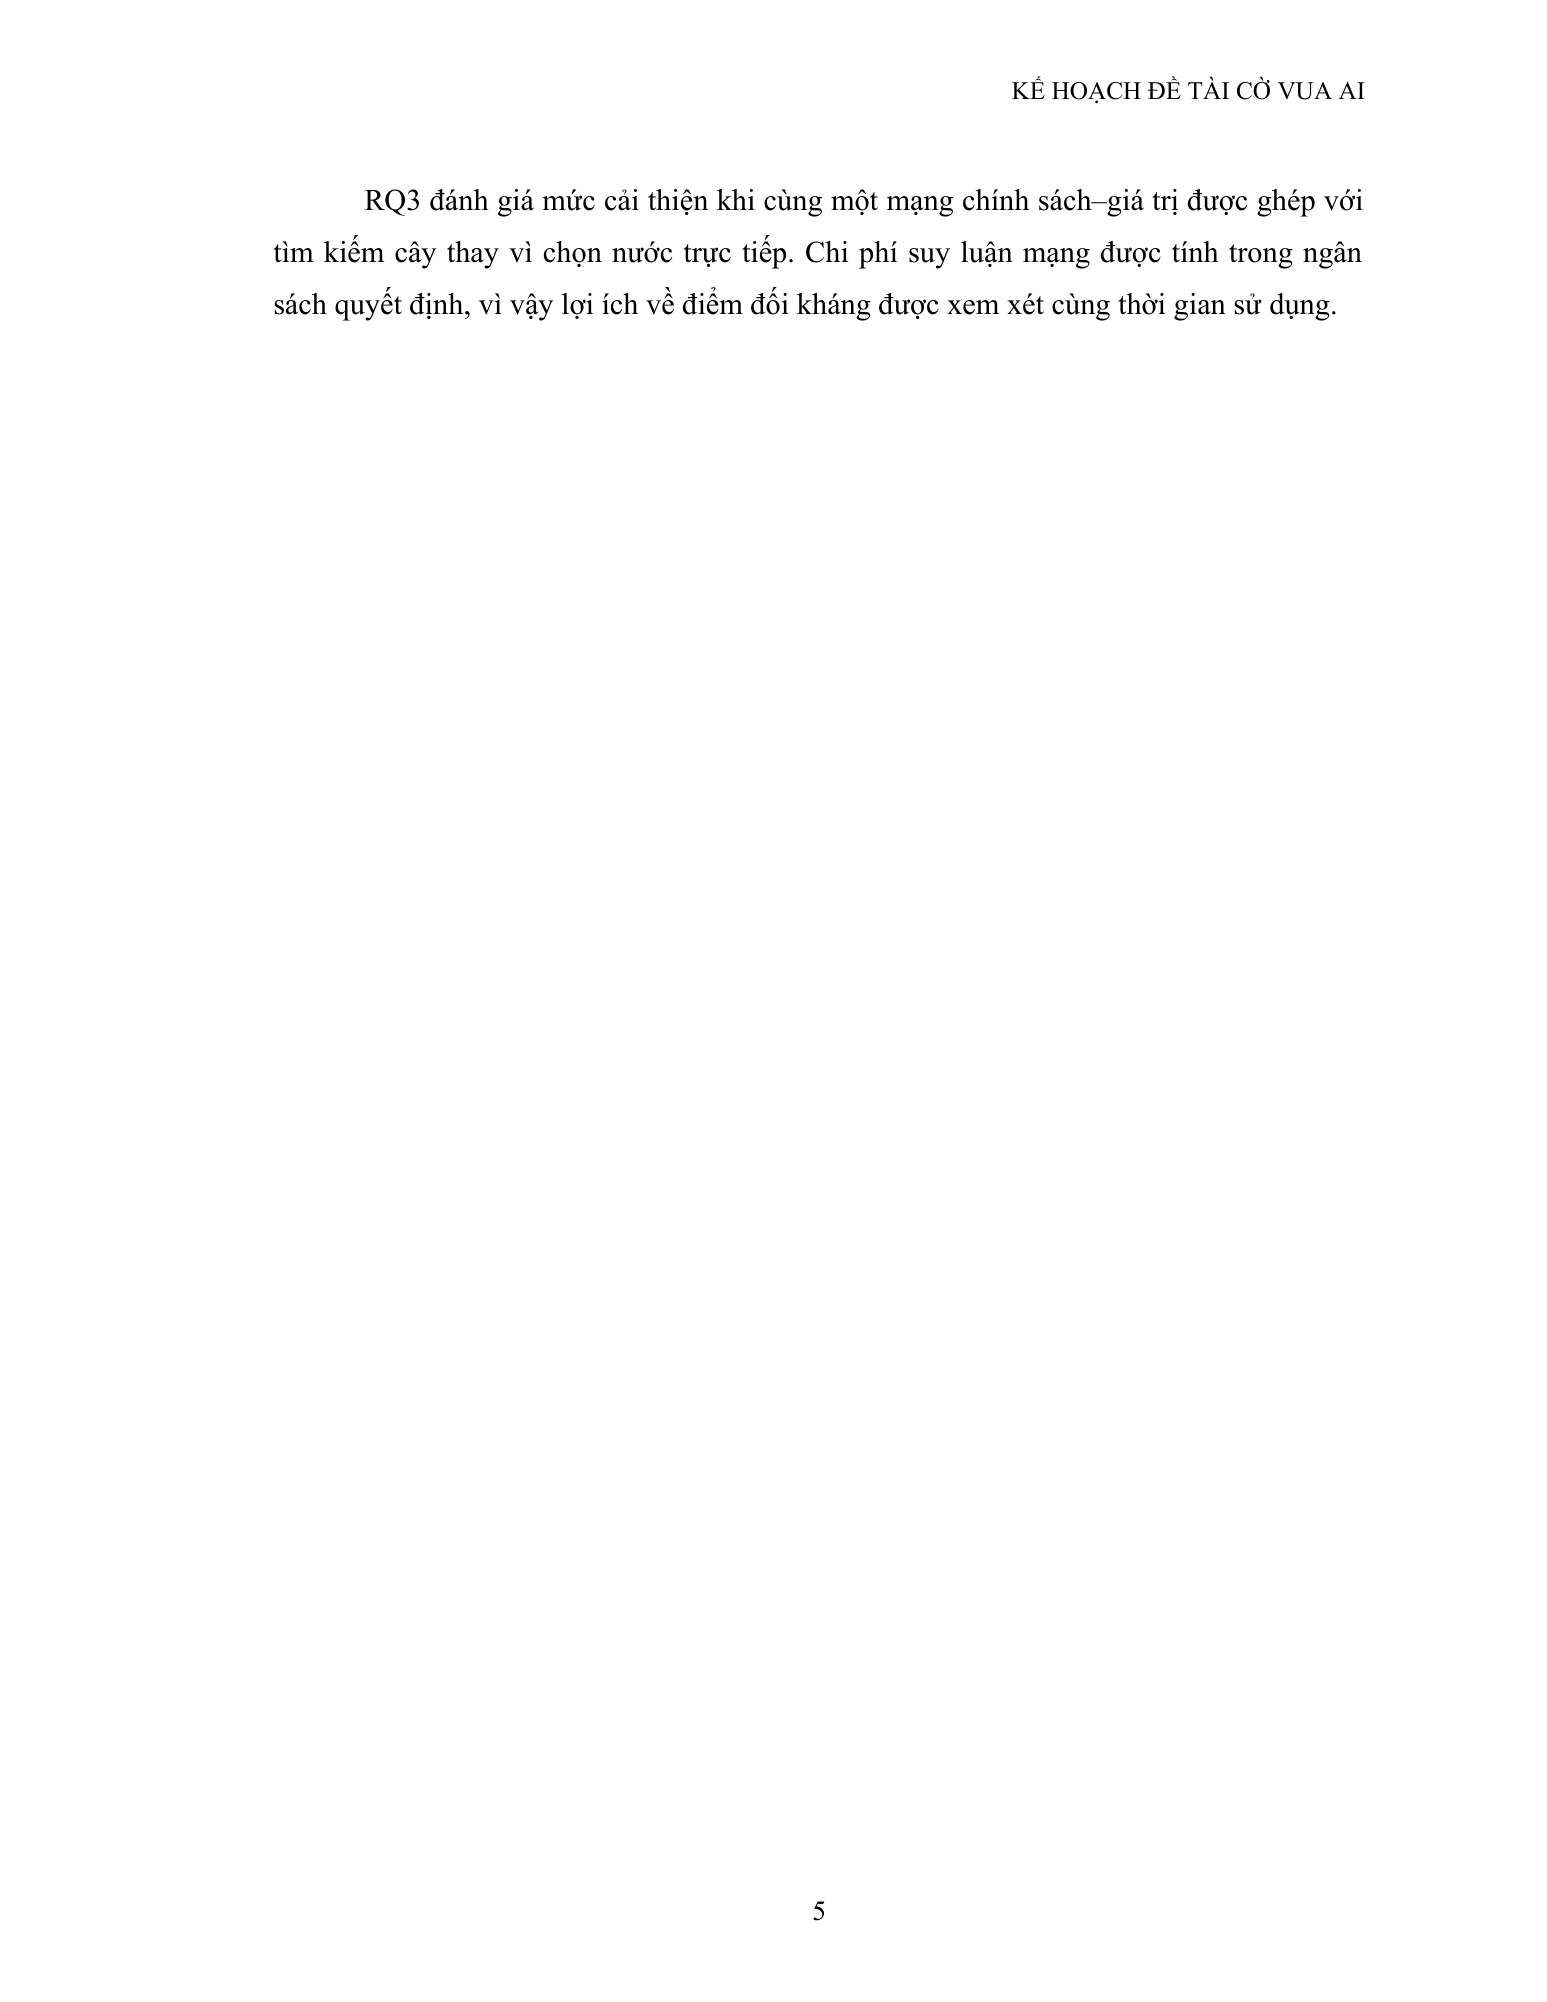 KẾ HOẠCH ĐỀ TÀI CỜ VUA AI
RQ3 đánh giá mức cải thiện khi cùng một mạng chính sách–giá trị được ghép với
tìm kiếm cây thay vì chọn nước trực tiếp. Chi phí suy luận mạng được tính trong ngân
sách quyết định, vì vậy lợi ích về điểm đối kháng được xem xét cùng thời gian sử dụng.
5